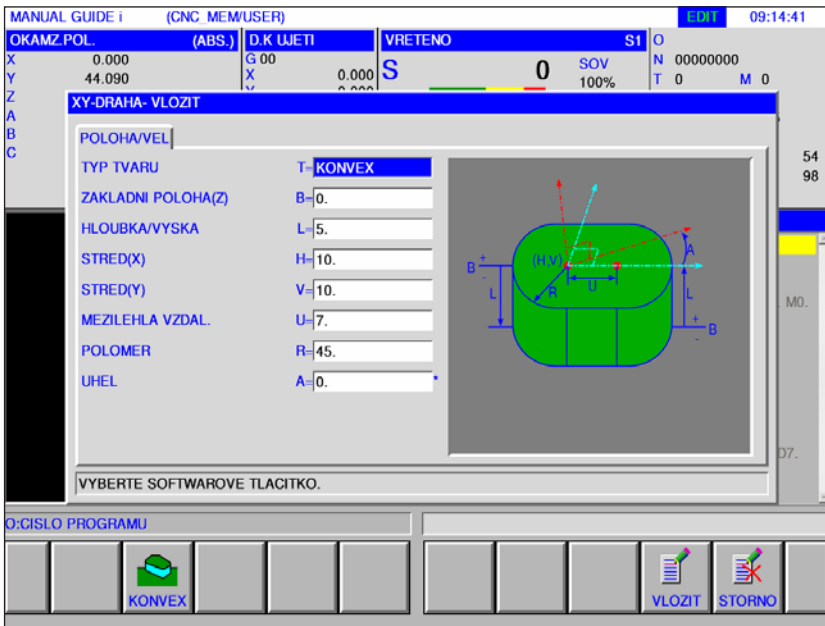 MANUAL GUIDE i (CNC_MEM/USER) EDIT 09:14:41
OKAMZ.POL. (ABS.) D.K UJETI VRETENO S1 O
X 0.000 G 00 N 00000000
Y 44.090 X 0.000 S 0 SOV 100% T 0 M 0
Z
A
B
C
54
98
XY-DRAHA- VLOZIT
POLOHA/VEL
TYP TVARU T= KONVEX
ZAKLADNI POLOHA(Z) B= 0.
HLOUBKA/VYSKA L= 5.
STRED(X) H= 10.
STRED(Y) V= 10.
MEZILEHLA VZDAL. U= 7.
POLOMER R= 45.
UHEL A= 0. *
B + -
(H,V)
A
L R U L
+ - B
M0.
D7.
VYBERTE SOFTWAROVE TLACITKO.
O:CISLO PROGRAMU
KONVEX VLOZIT STORNO